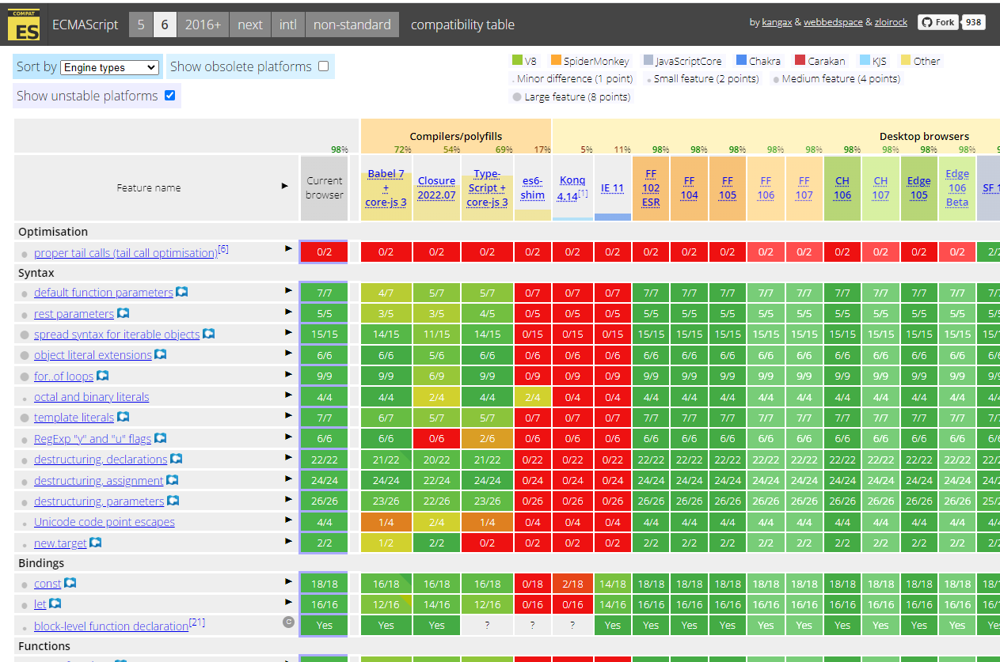 COMPAT
ES
ECMAScript 5 6 2016+ next intl non-standard compatibility table
by kangax & webbedspace & zloirock Fork 938
Sort by Engine types
Show obsolete platforms
Show unstable platforms
V8 SpiderMonkey JavaScriptCore Chakra Carakan KJS Other
Minor difference (1 point) Small feature (2 points) Medium feature (4 points)
Large feature (8 points)
Compilers/polyfills Desktop browsers
98% 72% 54% 69% 17% 5% 11% 98% 98% 98% 98% 98% 98% 98% 98% 98%
Feature name
Current browser
Babel 7 + core-js 3
Closure 2022.07
Type-Script + core-js 3
es6-shim
Konq 4.14[1]
IE 11
FF 102 ESR
FF 104
FF 105
FF 106
FF 107
CH 106
CH 107
Edge 105
Edge 106 Beta
SF
Optimisation
proper tail calls (tail call optimisation)[6] 0/2 0/2 0/2 0/2 0/2 0/2 0/2 0/2 0/2 0/2 0/2 0/2 0/2 0/2 0/2 0/2 2/2
Syntax
default function parameters 7/7 4/7 5/7 5/7 0/7 0/7 0/7 7/7 7/7 7/7 7/7 7/7 7/7 7/7 7/7 7/7 7/7
rest parameters 5/5 3/5 3/5 4/5 0/5 0/5 0/5 5/5 5/5 5/5 5/5 5/5 5/5 5/5 5/5 5/5 5/5
spread syntax for iterable objects 15/15 14/15 11/15 14/15 0/15 0/15 0/15 15/15 15/15 15/15 15/15 15/15 15/15 15/15 15/15 15/15 15/1
object literal extensions 6/6 6/6 5/6 6/6 0/6 0/6 0/6 6/6 6/6 6/6 6/6 6/6 6/6 6/6 6/6 6/6 6/6
for..of loops 9/9 9/9 6/9 9/9 0/9 0/9 0/9 9/9 9/9 9/9 9/9 9/9 9/9 9/9 9/9 9/9 9/9
octal and binary literals 4/4 4/4 2/4 4/4 2/4 0/4 0/4 4/4 4/4 4/4 4/4 4/4 4/4 4/4 4/4 4/4 4/4
template literals 7/7 6/7 5/7 5/7 0/7 0/7 0/7 7/7 7/7 7/7 7/7 7/7 7/7 7/7 7/7 7/7 7/7
RegExp "y" and "u" flags 6/6 6/6 0/6 2/6 0/6 0/6 0/6 6/6 6/6 6/6 6/6 6/6 6/6 6/6 6/6 6/6 6/6
destructuring, declarations 22/22 21/22 20/22 21/22 0/22 0/22 0/22 22/22 22/22 22/22 22/22 22/22 22/22 22/22 22/22 22/22 22/2
destructuring, assignment 24/24 24/24 22/24 24/24 0/24 0/24 0/24 24/24 24/24 24/24 24/24 24/24 24/24 24/24 24/24 24/24 24/2
destructuring, parameters 26/26 23/26 22/26 23/26 0/26 0/26 0/26 26/26 26/26 26/26 26/26 26/26 26/26 26/26 26/26 26/26 25/2
Unicode code point escapes 4/4 1/4 2/4 1/4 0/4 0/4 0/4 4/4 4/4 4/4 4/4 4/4 4/4 4/4 4/4 4/4 4/4
new.target 2/2 1/2 2/2 0/2 0/2 0/2 0/2 2/2 2/2 2/2 2/2 2/2 2/2 2/2 2/2 2/2 2/2
Bindings
const 18/18 16/18 16/18 16/18 0/18 2/18 14/18 18/18 18/18 18/18 18/18 18/18 18/18 18/18 18/18 18/18 18/1
let 16/16 12/16 14/16 12/16 0/16 0/16 14/16 16/16 16/16 16/16 16/16 16/16 16/16 16/16 16/16 16/16 16/1
block-level function declaration[21] C Yes Yes Yes ? ? ? Yes Yes Yes Yes Yes Yes Yes Yes Yes Yes Yes
Functions